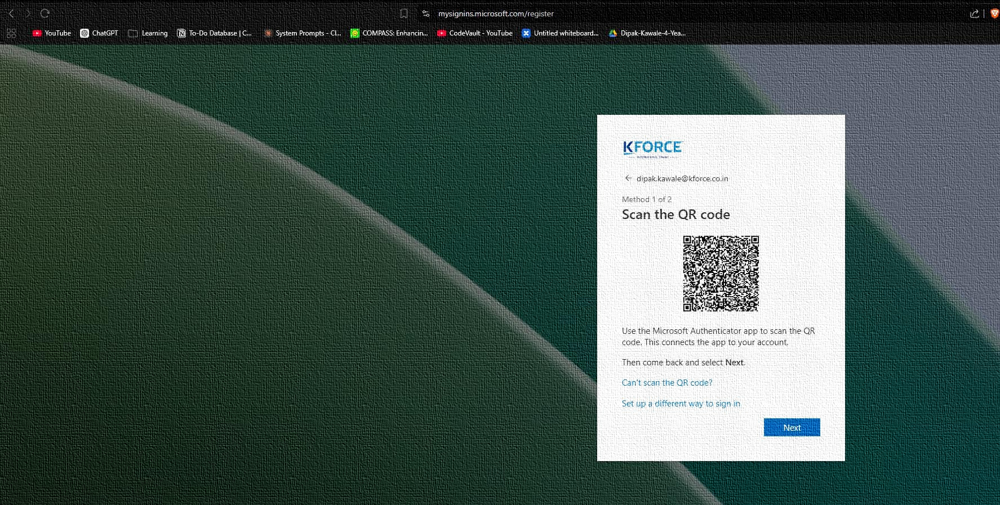 mysignins.microsoft.com/register
YouTube ChatGPT Learning To-Do Database | C... System Prompts - Cl... COMPASS: Enhancin... CodeVault - YouTube Untitled whiteboard... Dipak-Kawale-4-Yea...
KFORCE
dipak.kawale@kforce.co.in
Method 1 of 2
Scan the QR code
Use the Microsoft Authenticator app to scan the QR
code. This connects the app to your account.
Then come back and select Next.
Can't scan the QR code?
Set up a different way to sign in
Next